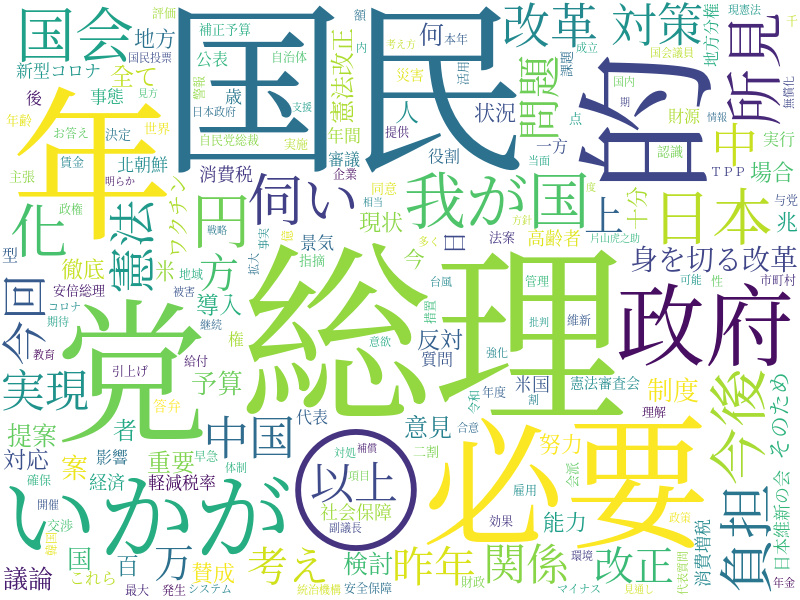 国会
地方
補正予算
自治体
額
内
考え方
本年
何
改革
対策
成立
国会議員
地方分権
現憲法
千
評価
国民投票
新型コロナ
全て
公表
警報
国民
憲法改正
災害
活用
問題
課題
所見
無償化
後
見方
事態
歳
日本政府
支援
人
状況
国内
期
情報
年齢
お答え
決定
世界
自民党総裁
実施
年間
提供
点
財源
認識
実行
主張
賃金
明らか
北朝鮮
消費税
審議
企業
役割
一方
当面
的
中
TPP
場合
与党
年
憲法
ワクチン
政権
伺い
同意
相当
我が国
度
十分
日本
兆
化
円
戦略
億
現状
方針
多く
日
法案
高齢者
上
片山虎之助
型
徹底
米
方
景気
拡大
事実
指摘
今
台風
管理
可能
性
身を切る改革
市町村
今回
コロナ
期待
安倍総理
地域
被害
導入
継続
権
総理
措置
批判
維新
反対
質問
政府
教育
引上げ
給付
党
意欲
強化
実現
答弁
予算
米国
憲法審査会
制度
令和
年度
割
理解
今後
そのため
提案
者
中国
代表
意見
合意
必要
努力
対応
案
影響
重要
早急
体制
以上
対処
補償
項目
副議長
二割
会派
負担
日本維新の会
確保
経済
軽減税率
社会保障
雇用
能力
政策
消費増税
いかが
開催
交渉
韓国
国
百
万
賛成
考え
検討
昨年
効果
関係
環境
改正
代表質問
議論
これら
最大
発生
システム
統治機構
安全保障
財政
マイナス
見通し
年金